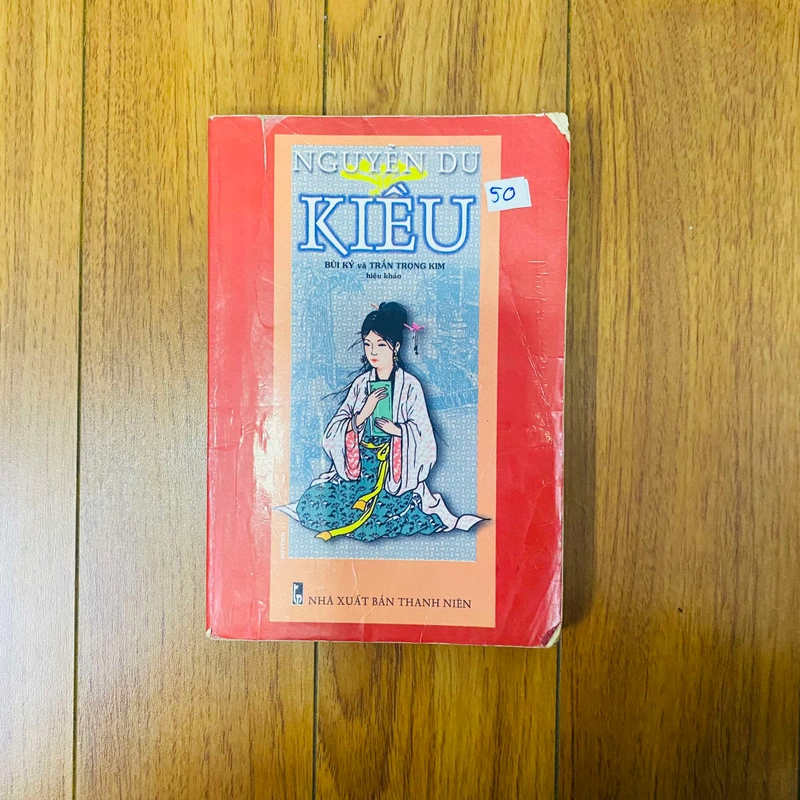 NGUYỄN DU
KIỀU
50
BÙI KỶ và TRẦN TRỌNG KIM
hiệu khảo
NHÀ XUẤT BẢN THANH NIÊN